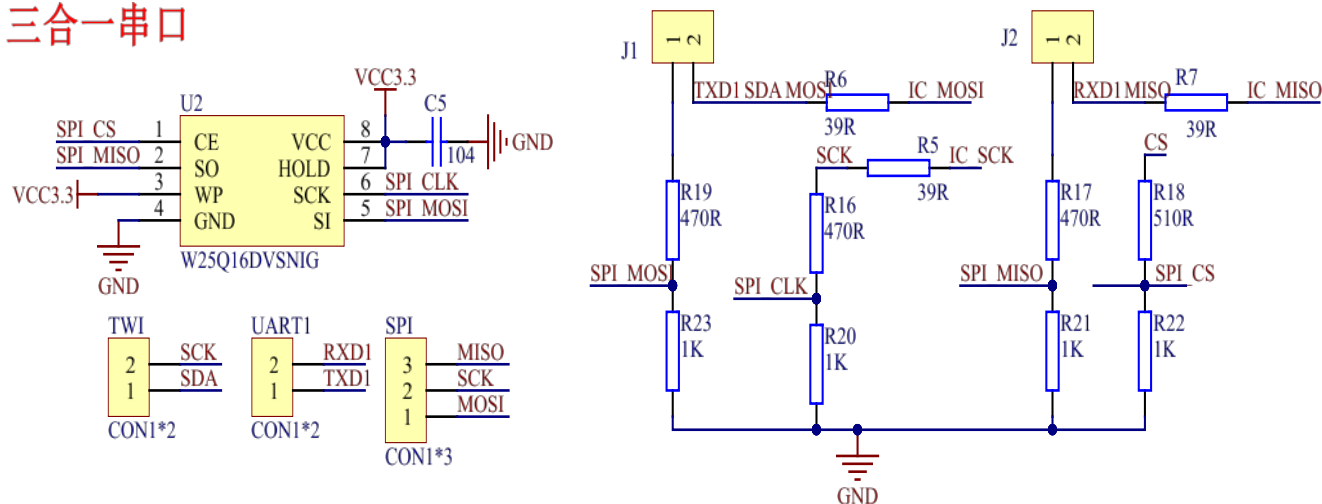 三合一串口
U2
VCC3.3
C5
104
GND
SPI_CS 1 CE VCC 8
SPI_MISO 2 SO HOLD 7
VCC3.3 3 WP SCK 6 SPI_CLK
4 GND SI 5 SPI_MOSI
W25Q16DVSNIG
GND
TWI
2 SCK
1 SDA
CON1*2
UART1
2 RXD1
1 TXD1
CON1*2
SPI
3 MISO
2 SCK
1 MOSI
CON1*3
J1
1 2
TXD1 SDA MOSI R6 IC_MOSI
39R
SCK R5 IC_SCK
39R
R19
470R
R16
470R
SPI_MOSI
SPI_CLK
R23
1K
R20
1K
J2
1 2
RXD1 MISO R7 IC_MISO
39R
CS
R17
470R
R18
510R
SPI_MISO
SPI_CS
R21
1K
R22
1K
GND